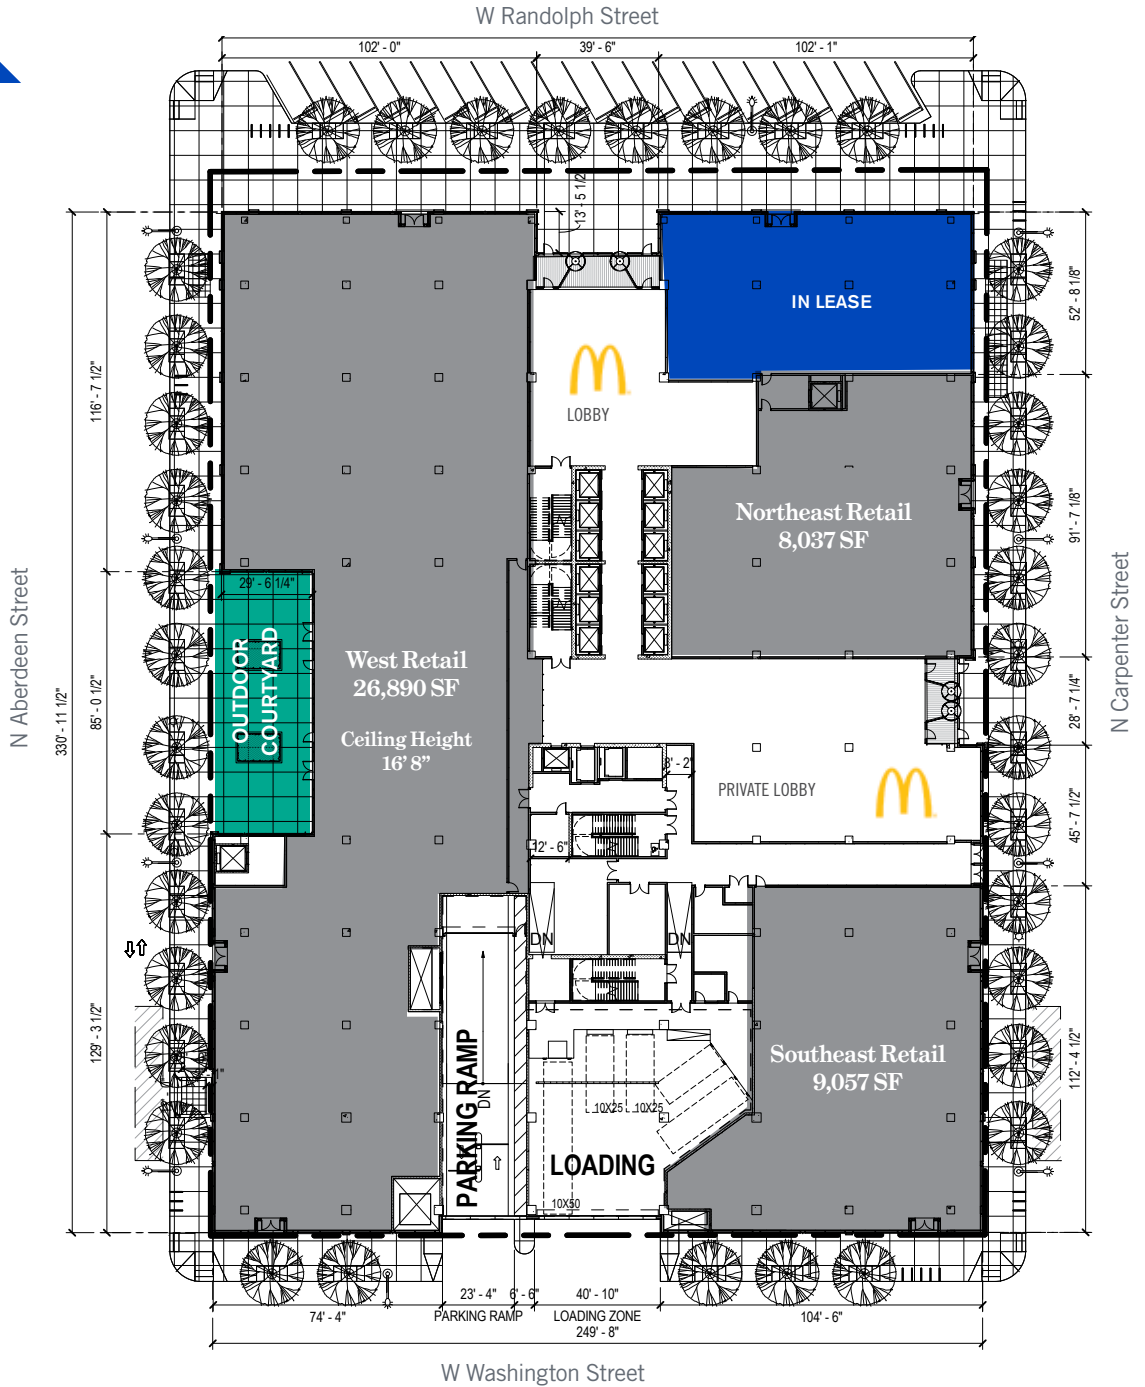 W Randolph Street
102' - 0"
39' - 6"
102' - 1"
13' - 5 1/2"
52' - 8 1/8"
IN LEASE
116' - 7 1/2"
LOBBY
Northeast Retail
8,037 SF
91' - 7 1/8"
N Aberdeen Street
N Carpenter Street
29' - 6 1/4"
OUTDOOR
COURTYARD
West Retail
26,890 SF
Ceiling Height
16' 8"
330' - 11 1/2"
85' - 0 1/2"
28' - 7 1/4"
8' - 2"
PRIVATE LOBBY
45' - 7 1/2"
12' - 6"
DN
DN
129' - 3 1/2"
PARKING RAMP
DN
Southeast Retail
9,057 SF
112' - 4 1/2"
10X25
10X25
LOADING
10X50
23' - 4"
6' - 6"
40' - 10"
74' - 4"
PARKING RAMP
LOADING ZONE
104' - 6"
249' - 8"
W Washington Street